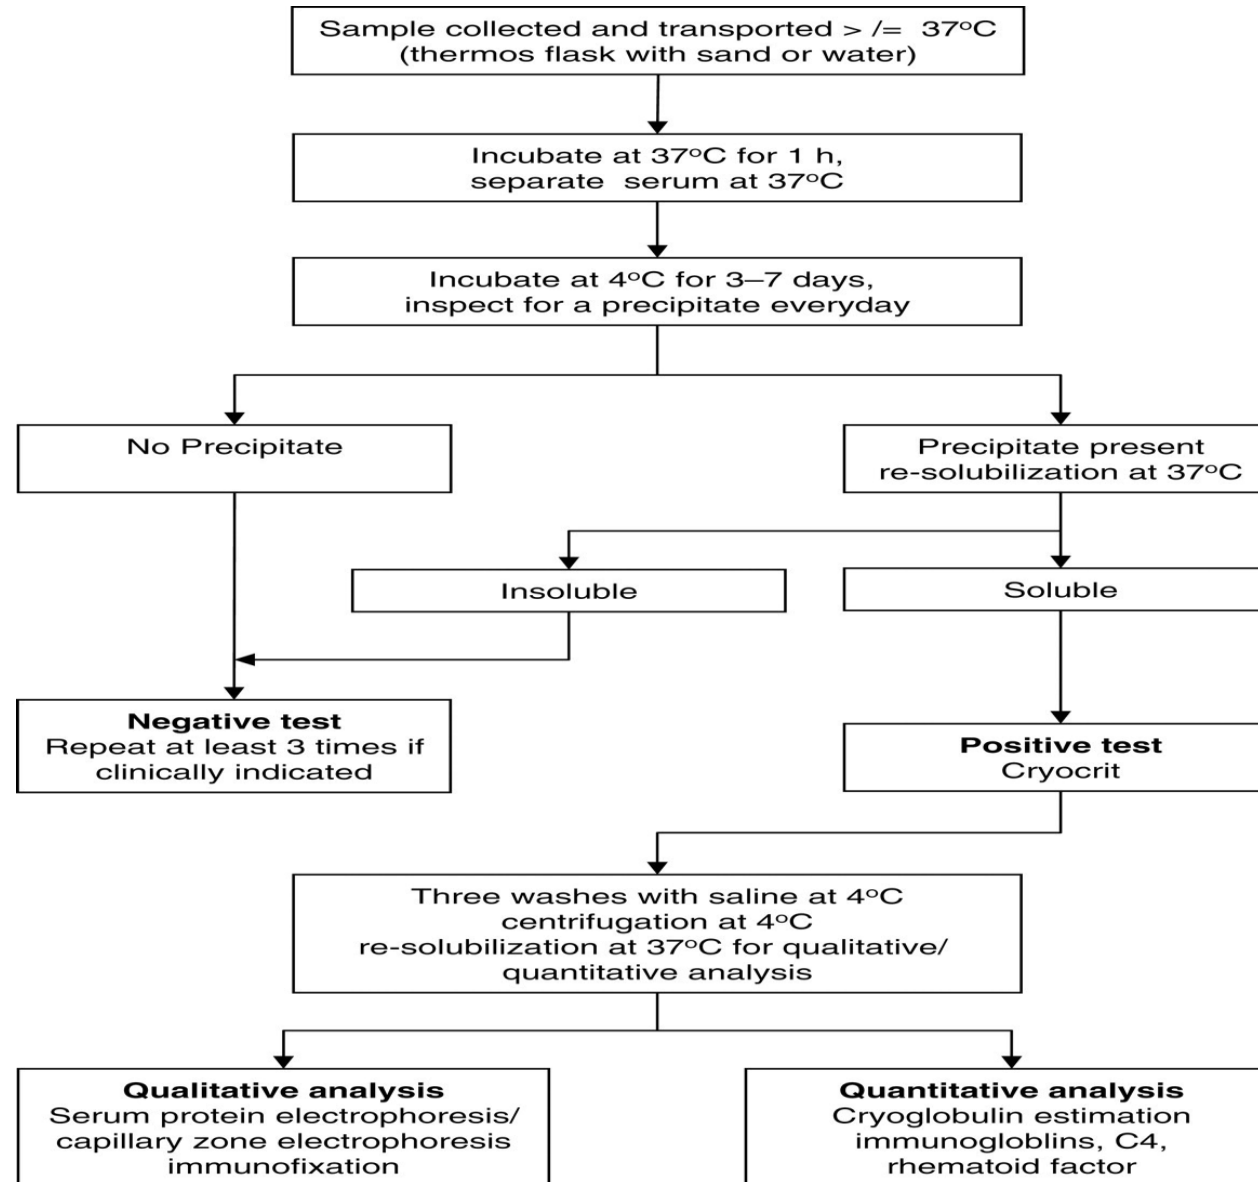 Sample collected and transported > /= 37ºC
(thermos flask with sand or water)
Incubate at 37ºC for 1 h,
separate serum at 37ºC
Incubate at 4ºC for 3–7 days,
inspect for a precipitate everyday
No Precipitate
Precipitate present
re-solubilization at 37ºC
Insoluble
Soluble
Negative test
Repeat at least 3 times if
clinically indicated
Positive test
Cryocrit
Three washes with saline at 4ºC
centrifugation at 4ºC
re-solubilization at 37ºC for qualitative/
quantitative analysis
Qualitative analysis
Serum protein electrophoresis/
capillary zone electrophoresis
immunofixation
Quantitative analysis
Cryoglobulin estimation
immunogloblins, C4,
rhematoid factor